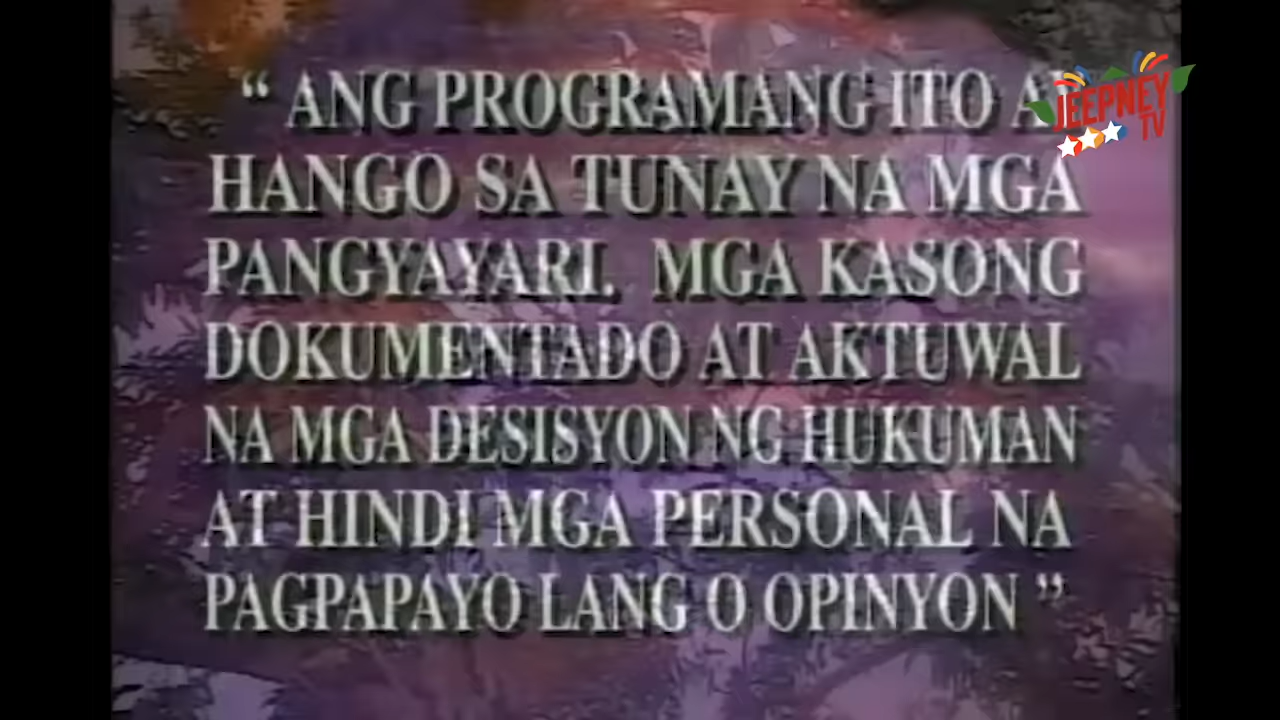 “ ANG PROGRAMANG ITO A
HANGO SA TUNAY NA MGA
PANGYAYARI. MGA KASONG
DOKUMENTADO AT AKTUWAL
NA MGA DESISYON NG HUKUMAN
AT HINDI MGA PERSONAL NA
PAGPAPAYO LANG O OPINYON ”
JEEPNEY
TV